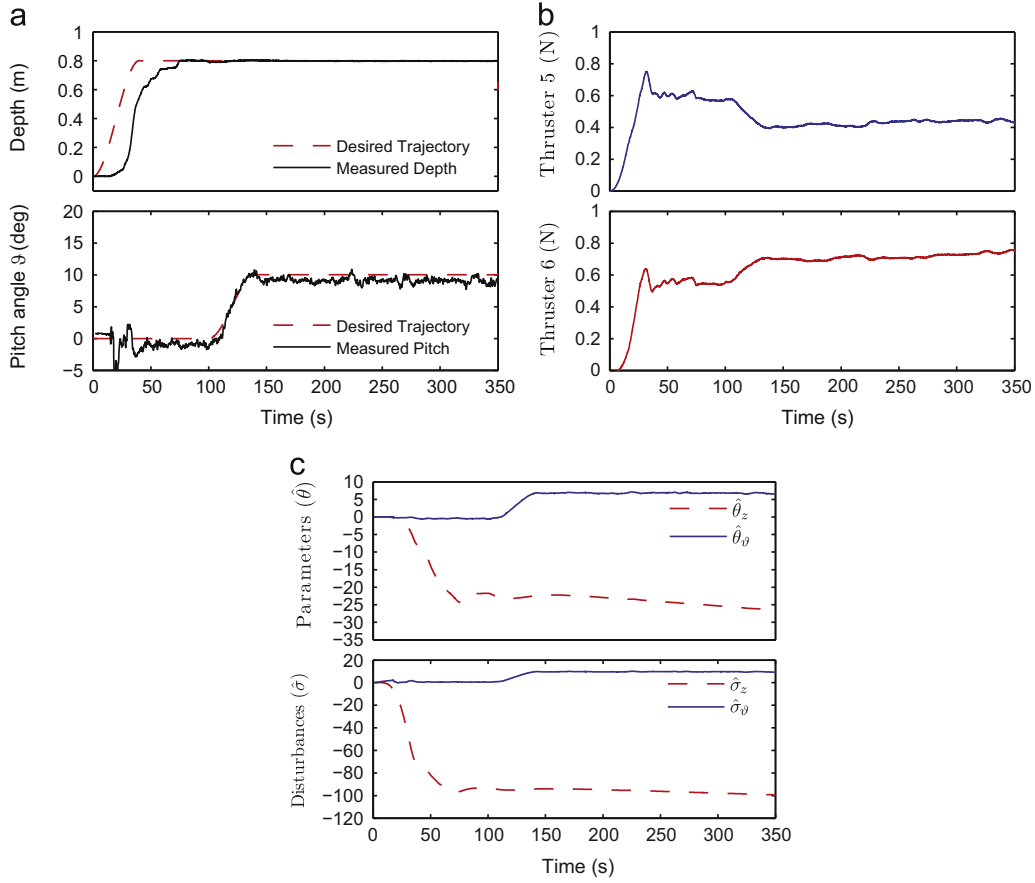 a
1
0.8
0.6
0.4
0.2
0
Depth (m)
Desired Trajectory
Measured Depth
20
15
10
5
0
−5
Pitch angle ϑ (deg)
Desired Trajectory
Measured Pitch
0 50 100 150 200 250 300 350
Time (s)
b
1
0.8
0.6
0.4
0.2
0
Thruster 5 (N)
1
0.8
0.6
0.4
0.2
0
Thruster 6 (N)
0 50 100 150 200 250 300 350
Time (s)
c
10
5
0
−5
−10
−15
−20
−25
−30
−35
Parameters (θ̂)
θ̂z
θ̂ϑ
20
0
−20
−40
−60
−80
−100
−120
Disturbances (σ̂)
σ̂z
σ̂ϑ
0 50 100 150 200 250 300 350
Time (s)